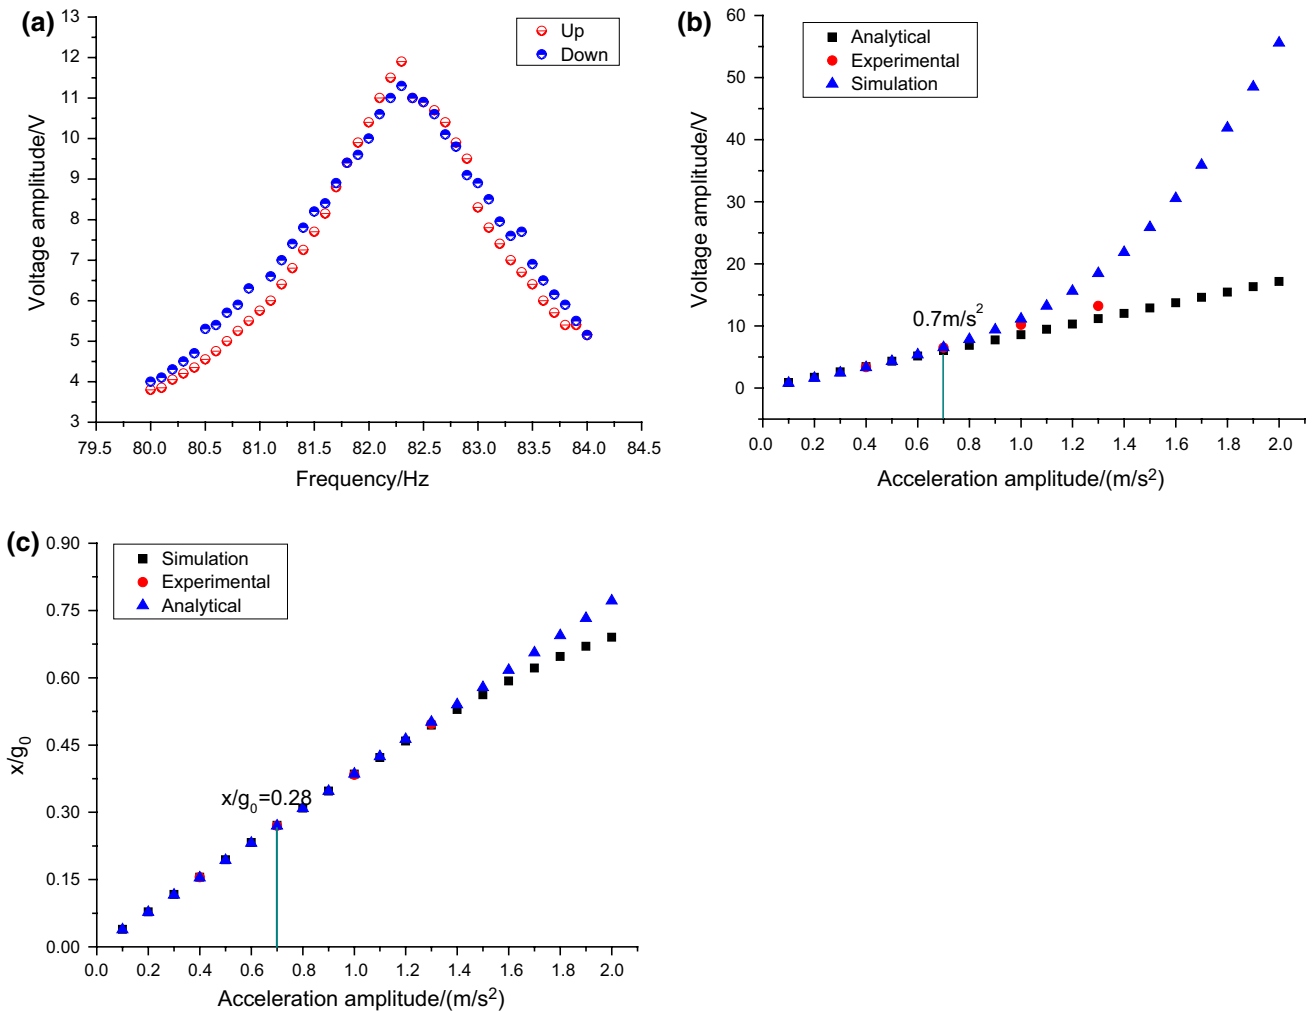 (a)
13
12
11
10
9
8
7
6
5
4
3
Voltage amplitude/V
Up
Down
79.5 80.0 80.5 81.0 81.5 82.0 82.5 83.0 83.5 84.0 84.5
Frequency/Hz
(b)
60
50
40
30
20
10
0
Voltage amplitude/V
Analytical
Experimental
Simulation
0.7m/s²
0.0 0.2 0.4 0.6 0.8 1.0 1.2 1.4 1.6 1.8 2.0
Acceleration amplitude/(m/s²)
(c)
0.90
0.75
0.60
0.45
0.30
0.15
0.00
x/g₀
Simulation
Experimental
Analytical
x/g₀=0.28
0.0 0.2 0.4 0.6 0.8 1.0 1.2 1.4 1.6 1.8 2.0
Acceleration amplitude/(m/s²)